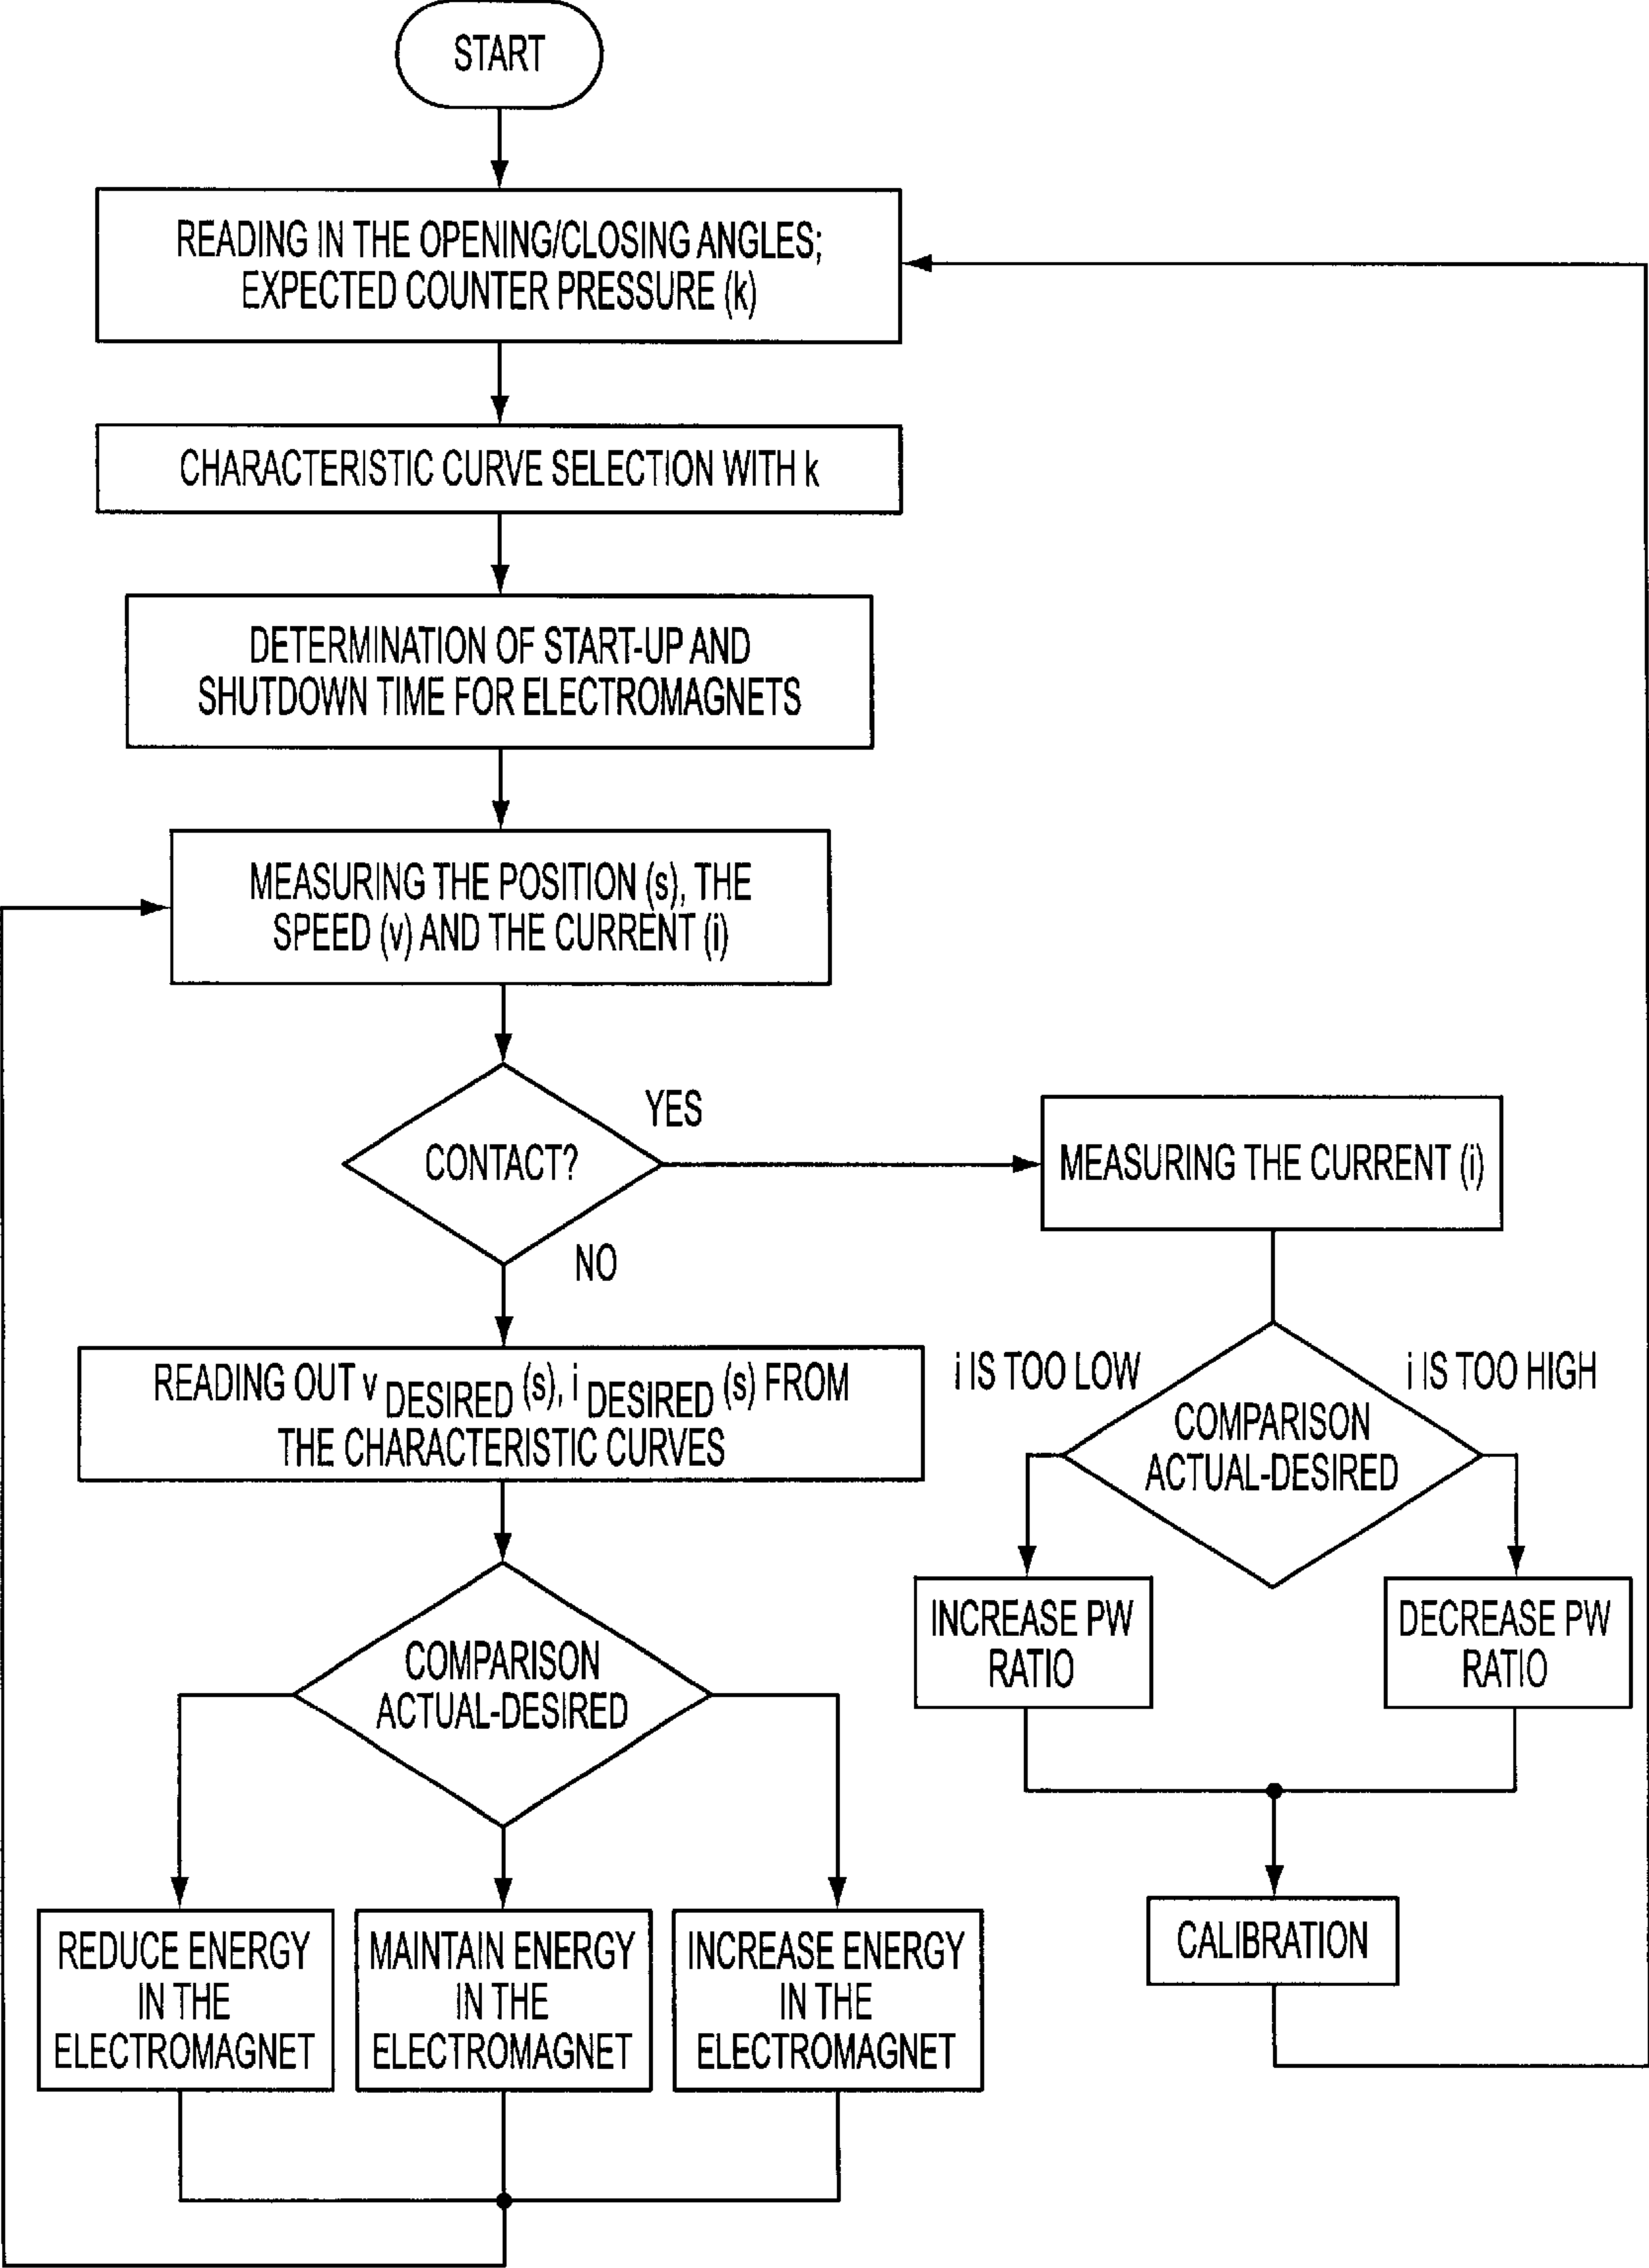 START
READING IN THE OPENING/CLOSING ANGLES;
EXPECTED COUNTER PRESSURE (k)
CHARACTERISTIC CURVE SELECTION WITH k
DETERMINATION OF START-UP AND
SHUTDOWN TIME FOR ELECTROMAGNETS
MEASURING THE POSITION (s), THE
SPEED (v) AND THE CURRENT (i)
CONTACT?
YES
NO
MEASURING THE CURRENT (i)
READING OUT v DESIRED (s), i DESIRED (s) FROM
THE CHARACTERISTIC CURVES
i IS TOO LOW
i IS TOO HIGH
COMPARISON
ACTUAL-DESIRED
INCREASE PW
RATIO
DECREASE PW
RATIO
COMPARISON
ACTUAL-DESIRED
REDUCE ENERGY
IN THE
ELECTROMAGNET
MAINTAIN ENERGY
IN THE
ELECTROMAGNET
INCREASE ENERGY
IN THE
ELECTROMAGNET
CALIBRATION